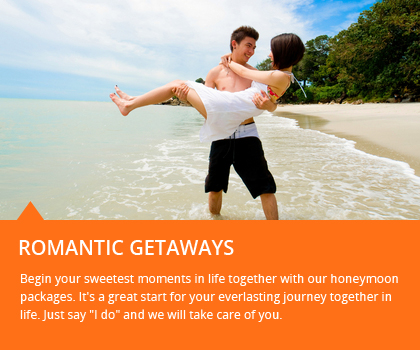 ROMANTIC GETAWAYS
Begin your sweetest moments in life together with our honeymoon
packages. It's a great start for your everlasting journey together in
life. Just say "I do" and we will take care of you.